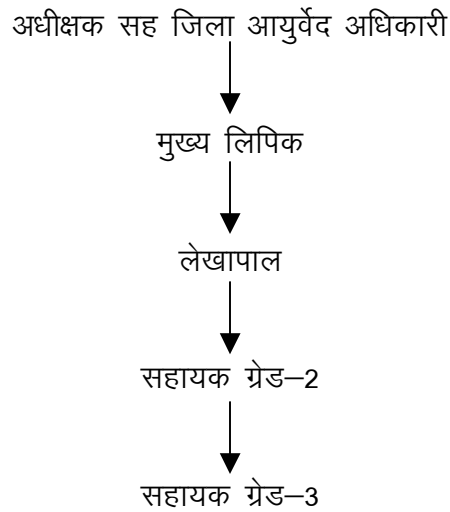 अधीक्षक सह जिला आयुर्वेद अधिकारी
मुख्य लिपिक
लेखापाल
सहायक ग्रेड–2
सहायक ग्रेड–3